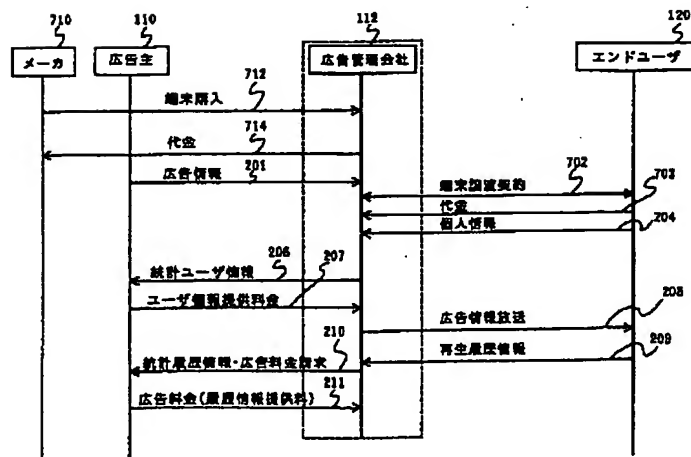 710 110 112 120
メーカ 広告主 広告管理会社 エンドユーザ
712
端末購入
714
代金
広告情報 201
端末譲渡契約 702 703
代金
個人情報 204
206 207
統計ユーザ情報
ユーザ情報提供料金
広告情報放送 208
210
統計履歴情報・広告料金請求
再生履歴情報 209
211
広告料金(履歴情報提供料)